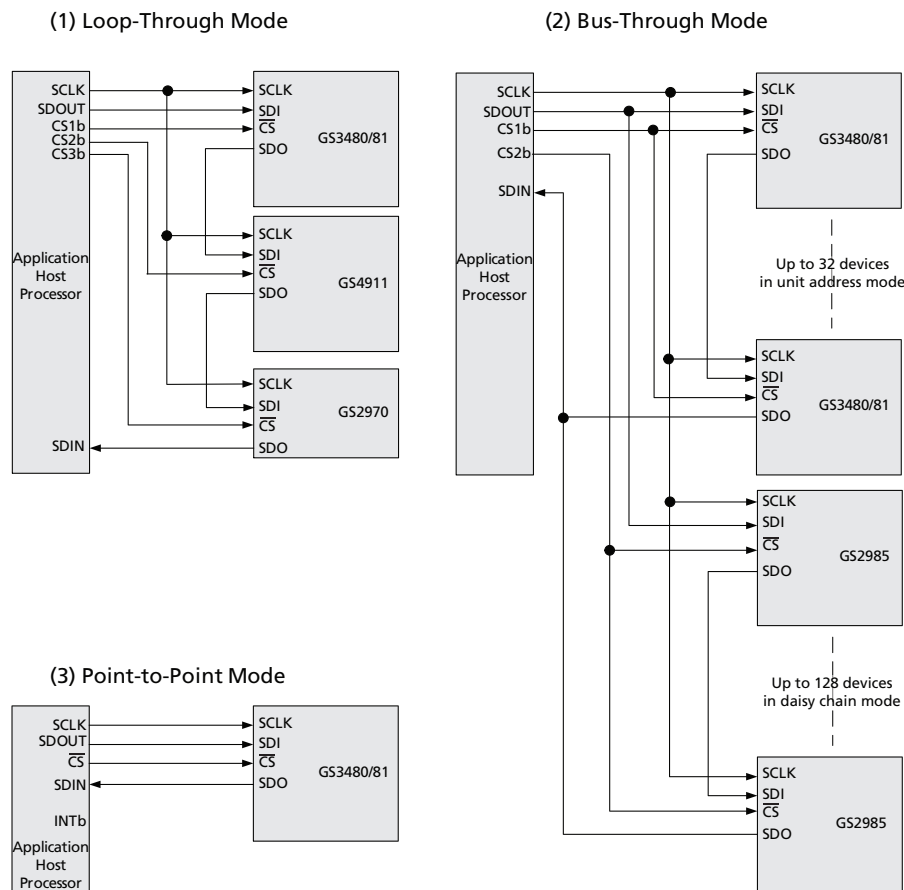 (1) Loop-Through Mode
SCLK
SDOUT
CS1b
CS2b
CS3b
Application
Host
Processor
SDIN
SCLK
SDI
CS
SDO
GS3480/81
SCLK
SDI
CS
SDO
GS4911
SCLK
SDI
CS
SDO
GS2970
(2) Bus-Through Mode
SCLK
SDOUT
CS1b
CS2b
SDIN
Application
Host
Processor
SCLK
SDI
CS
SDO
GS3480/81
Up to 32 devices
in unit address mode
SCLK
SDI
CS
SDO
GS3480/81
SCLK
SDI
CS
SDO
GS2985
Up to 128 devices
in daisy chain mode
SCLK
SDI
CS
SDO
GS2985
(3) Point-to-Point Mode
SCLK
SDOUT
CS
SDIN
INTb
Application
Host
Processor
SCLK
SDI
CS
SDO
GS3480/81